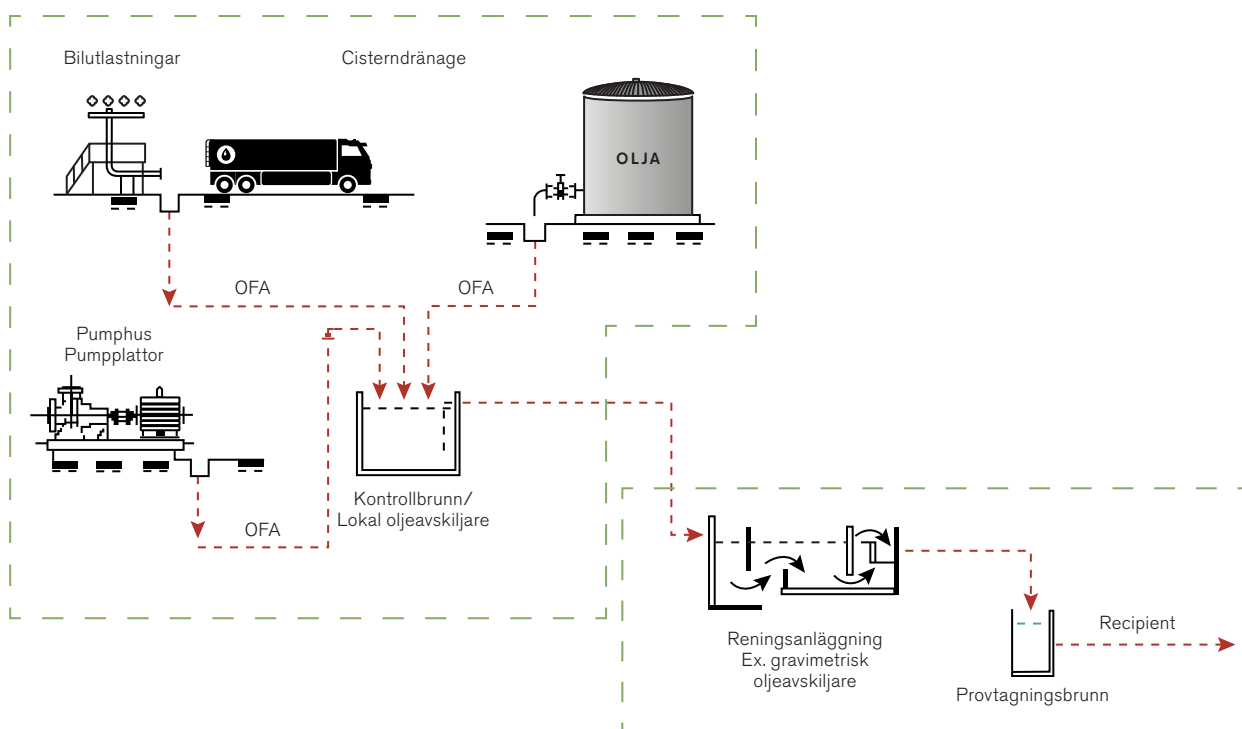 Bilutlastningar
Cisterndränage
OLJA
OFA
OFA
Pumphus
Pumpplattor
Kontrollbrunn/
Lokal oljeavskiljare
OFA
Reningsanläggning
Ex. gravimetrisk
oljeavskiljare
Recipient
Provtagningsbrunn